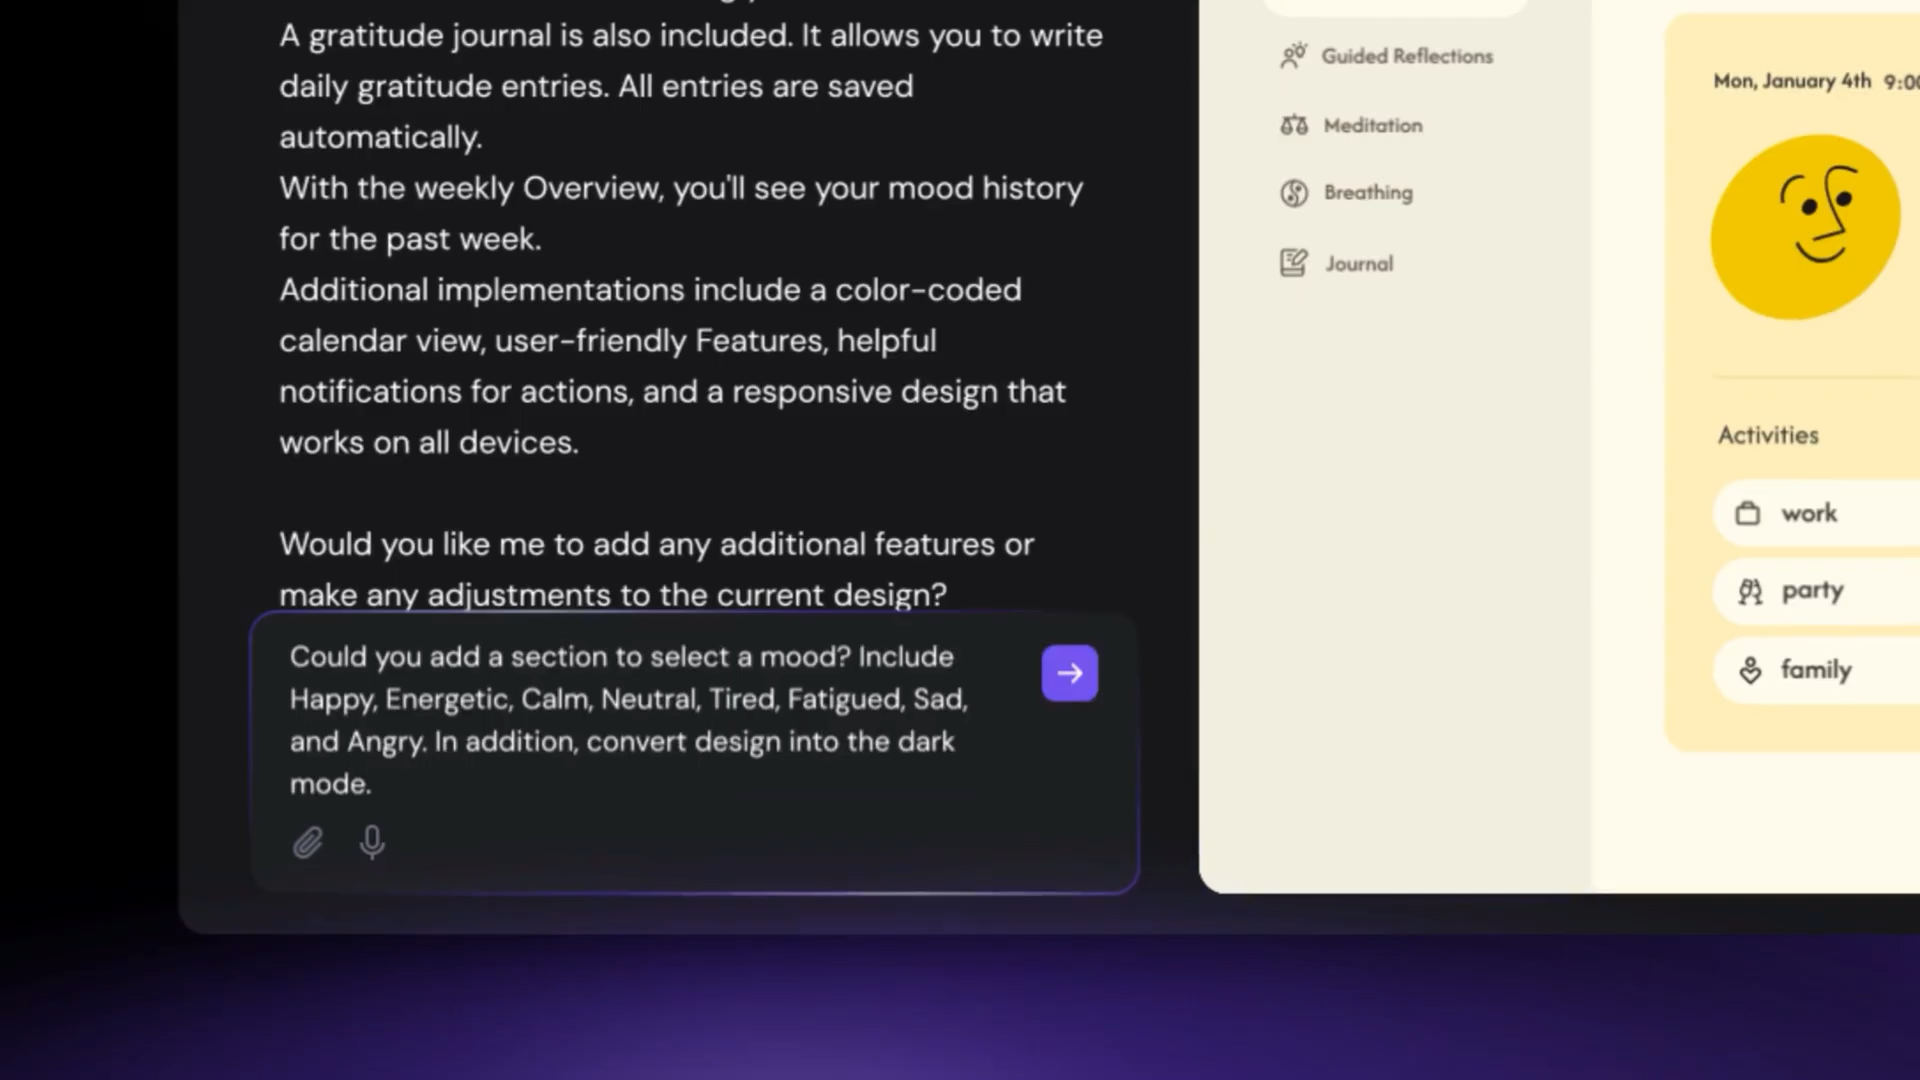 A gratitude journal is also included. It allows you to write
daily gratitude entries. All entries are saved
automatically.
With the weekly Overview, you'll see your mood history
for the past week.
Additional implementations include a color-coded
calendar view, user-friendly Features, helpful
notifications for actions, and a responsive design that
works on all devices.
Would you like me to add any additional features or
make any adjustments to the current design?
Could you add a section to select a mood? Include
Happy, Energetic, Calm, Neutral, Tired, Fatigued, Sad,
and Angry. In addition, convert design into the dark
mode.
Guided Reflections
Meditation
Breathing
Journal
Mon, January 4th 9:00
Activities
work
party
family